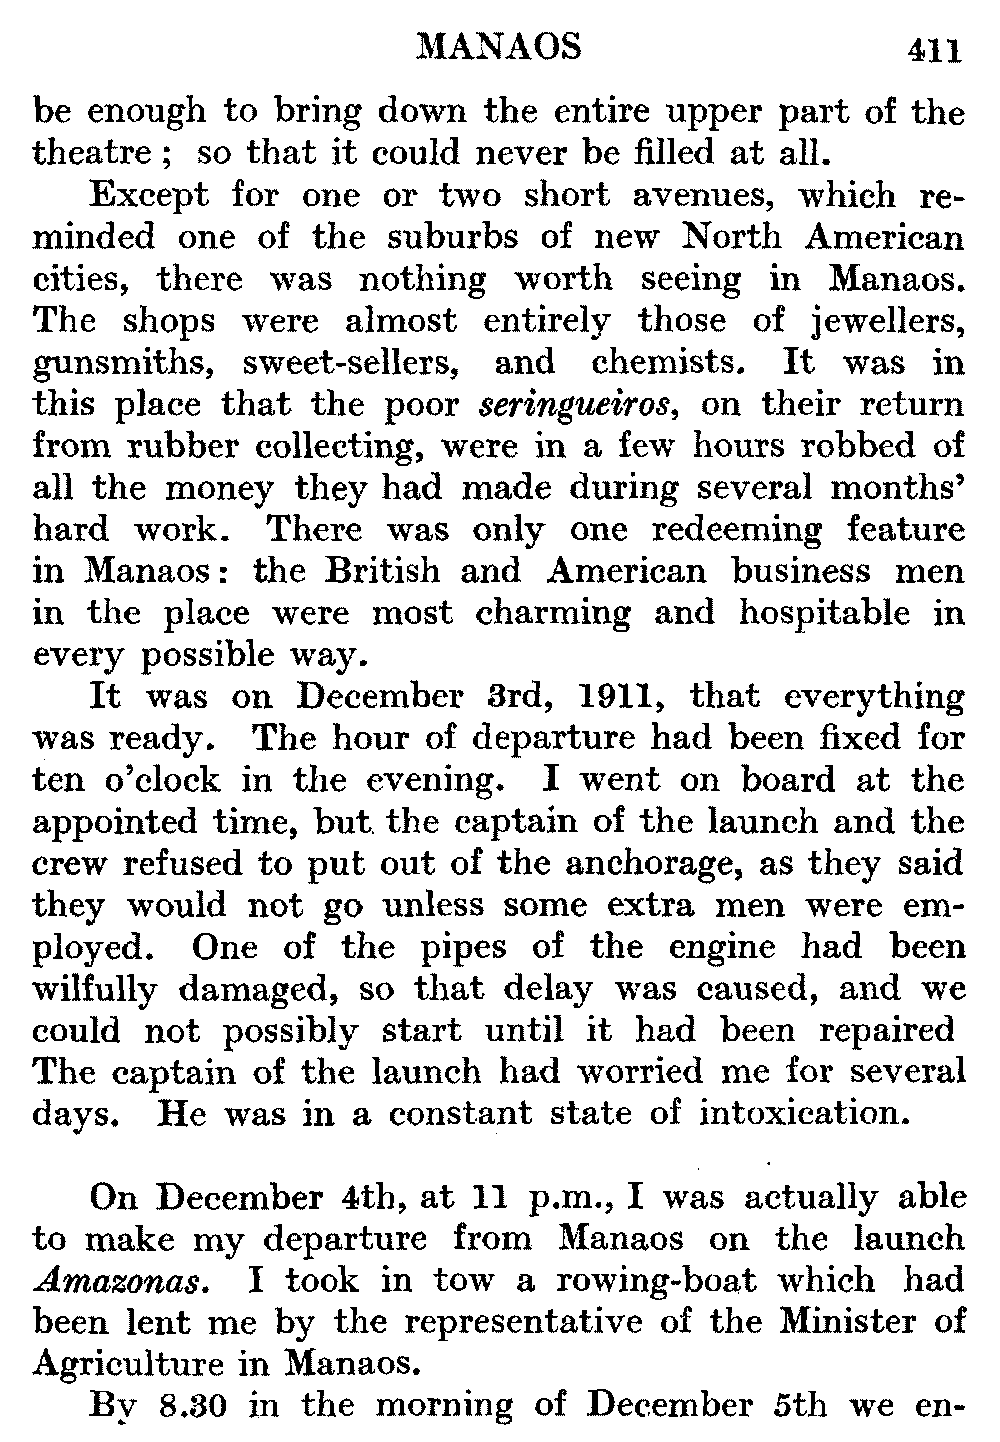 MANAOS 411
be enough to bring down the entire upper part of the
theatre ; so that it could never be filled at all.
Except for one or two short avenues, which re-
minded one of the suburbs of new North American
cities, there was nothing worth seeing in Manaos.
The shops were almost entirely those of jewellers,
gunsmiths, sweet-sellers, and chemists. It was in
this place that the poor seringueiros, on their return
from rubber collecting, were in a few hours robbed of
all the money they had made during several months’
hard work. There was only one redeeming feature
in Manaos : the British and American business men
in the place were most charming and hospitable in
every possible way.
It was on December 3rd, 1911, that everything
was ready. The hour of departure had been fixed for
ten o’clock in the evening. I went on board at the
appointed time, but the captain of the launch and the
crew refused to put out of the anchorage, as they said
they would not go unless some extra men were em-
ployed. One of the pipes of the engine had been
wilfully damaged, so that delay was caused, and we
could not possibly start until it had been repaired
The captain of the launch had worried me for several
days. He was in a constant state of intoxication.
On December 4th, at 11 p.m., I was actually able
to make my departure from Manaos on the launch
Amazonas. I took in tow a rowing-boat which had
been lent me by the representative of the Minister of
Agriculture in Manaos.
By 8.30 in the morning of December 5th we en-